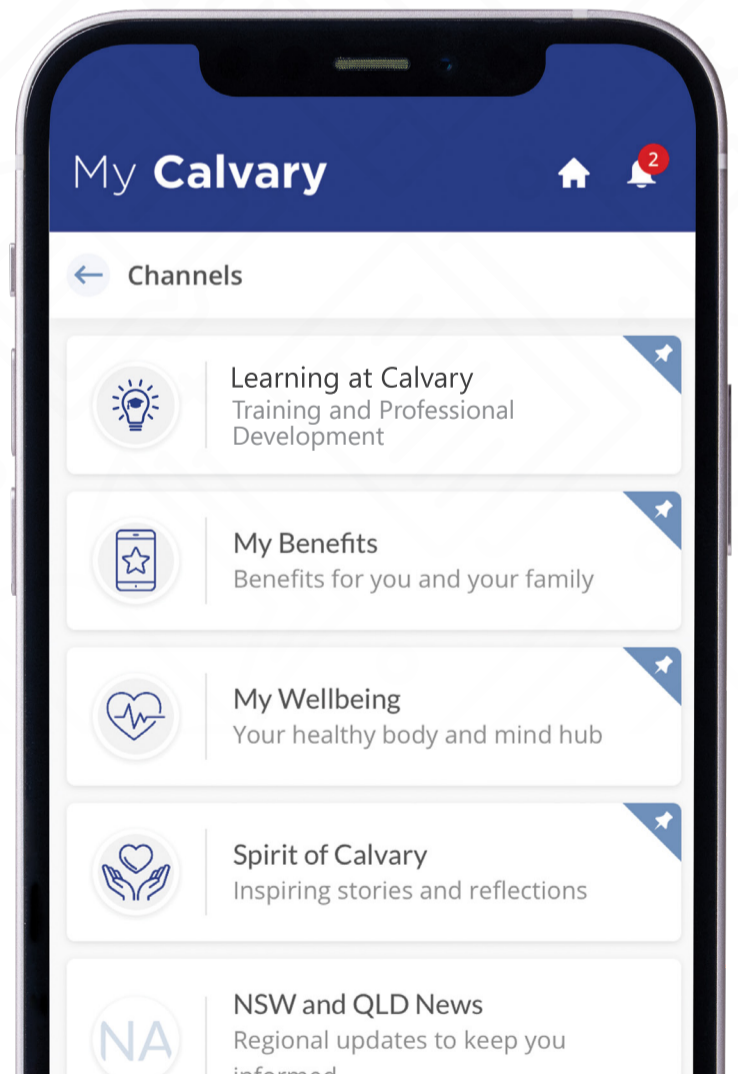 My Calvary
2
Channels
Learning at Calvary
Training and Professional
Development
My Benefits
Benefits for you and your family
My Wellbeing
Your healthy body and mind hub
Spirit of Calvary
Inspiring stories and reflections
NSW and QLD News
NA
Regional updates to keep you
informed